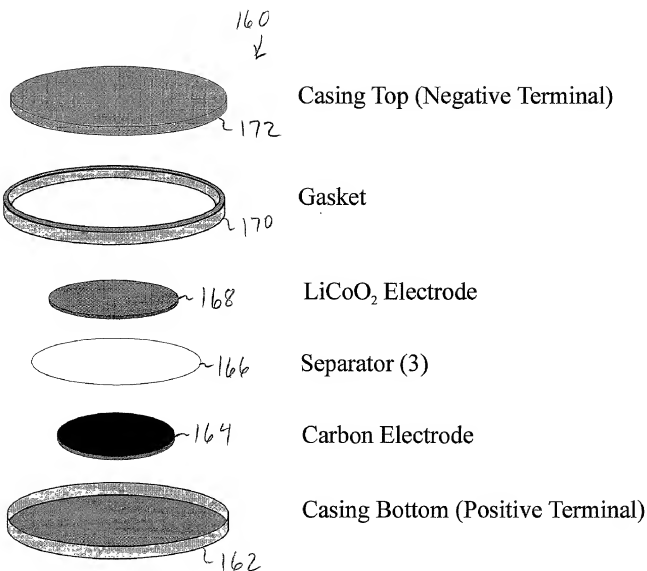 160
Casing Top (Negative Terminal)
172
Gasket
170
LiCoO₂ Electrode
168
Separator (3)
166
Carbon Electrode
164
Casing Bottom (Positive Terminal)
162